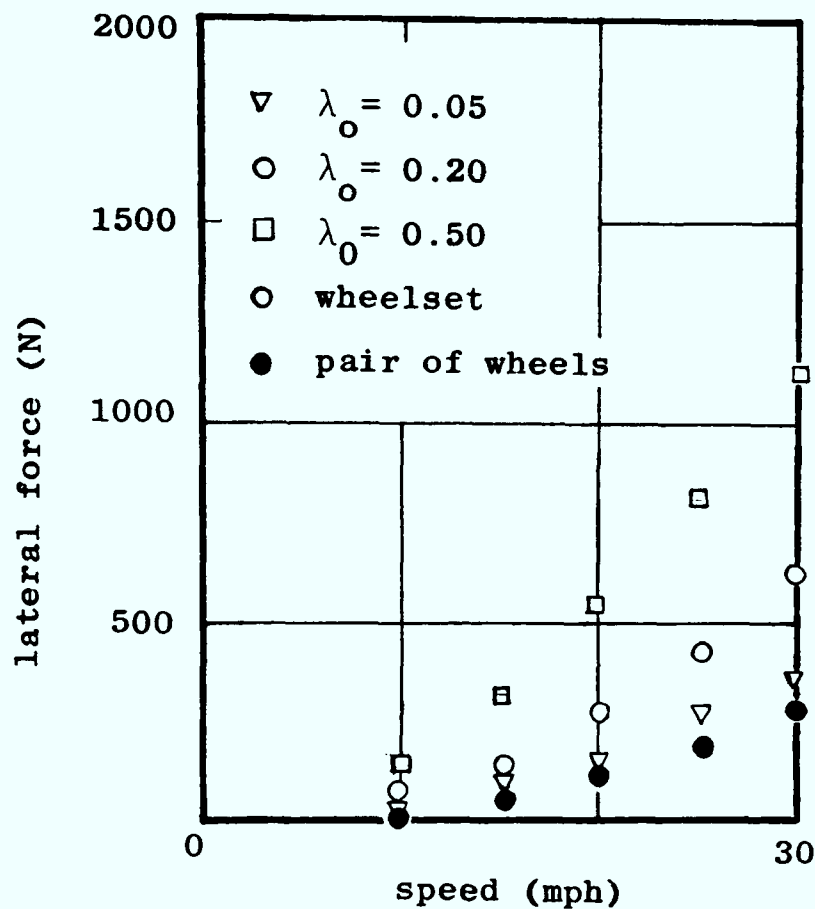 2000
λo = 0.05
λo = 0.20
1500
λ0 = 0.50
wheelset
pair of wheels
1000
lateral force (N)
500
0
30
speed (mph)